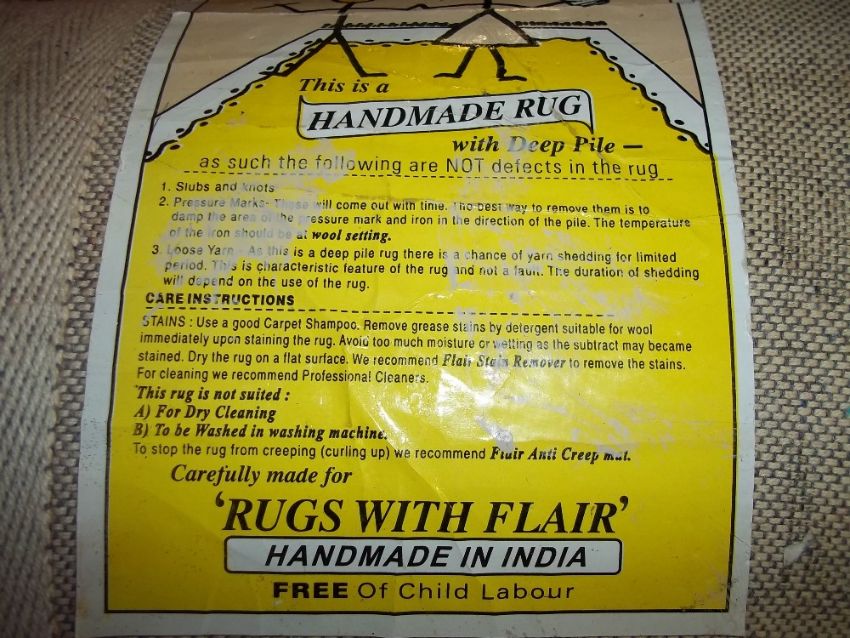 This is a
HANDMADE RUG
with Deep Pile —
as such the following are NOT defects in the rug
1. Slubs and knots
2. Pressure Marks- These will come out with time. The best way to remove them is to
damp the area of the pressure mark and iron in the direction of the pile. The temperature
of the iron should be at wool setting.
3. Loose Yarn - As this is a deep pile rug there is a chance of yarn shedding for limited
period. This is characteristic feature of the rug and not a fault. The duration of shedding
will depend on the use of the rug.
CARE INSTRUCTIONS
STAINS : Use a good Carpet Shampoo. Remove grease stains by detergent suitable for wool
immediately upon staining the rug. Avoid too much moisture or wetting as the subtract may became
stained. Dry the rug on a flat surface. We recommend Flair Stain Remover to remove the stains.
For cleaning we recommend Professional Cleaners.
This rug is not suited :
A) For Dry Cleaning
B) To be Washed in washing machine.
To stop the rug from creeping (curling up) we recommend Flair Anti Creep mat.
Carefully made for
‘RUGS WITH FLAIR’
HANDMADE IN INDIA
FREE Of Child Labour